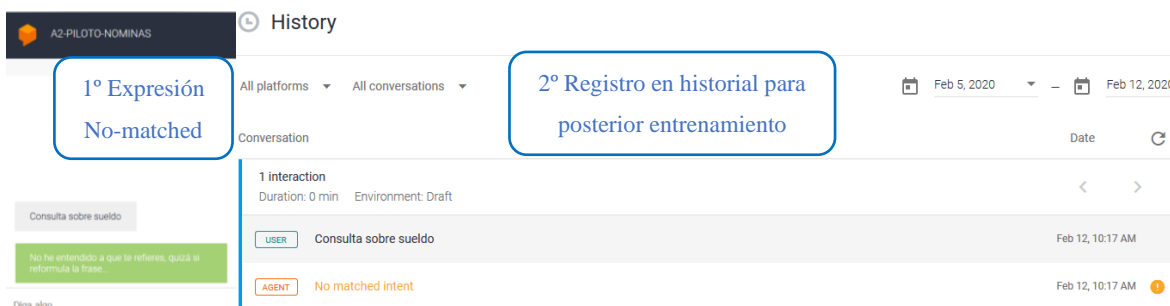 A2-PILOTO-NOMINAS
History
1º Expresión
No-matched
All platforms
All conversations
2º Registro en historial para
posterior entrenamiento
Feb 5, 2020
–
Feb 12, 2020
Conversation
Date
1 interaction
Duration: 0 min Environment: Draft
Consulta sobre sueldo
USER
Consulta sobre sueldo
Feb 12, 10:17 AM
No he entendido a que te refieres, quizá si
reformula la frase...
AGENT
No matched intent
Feb 12, 10:17 AM
Diga algo